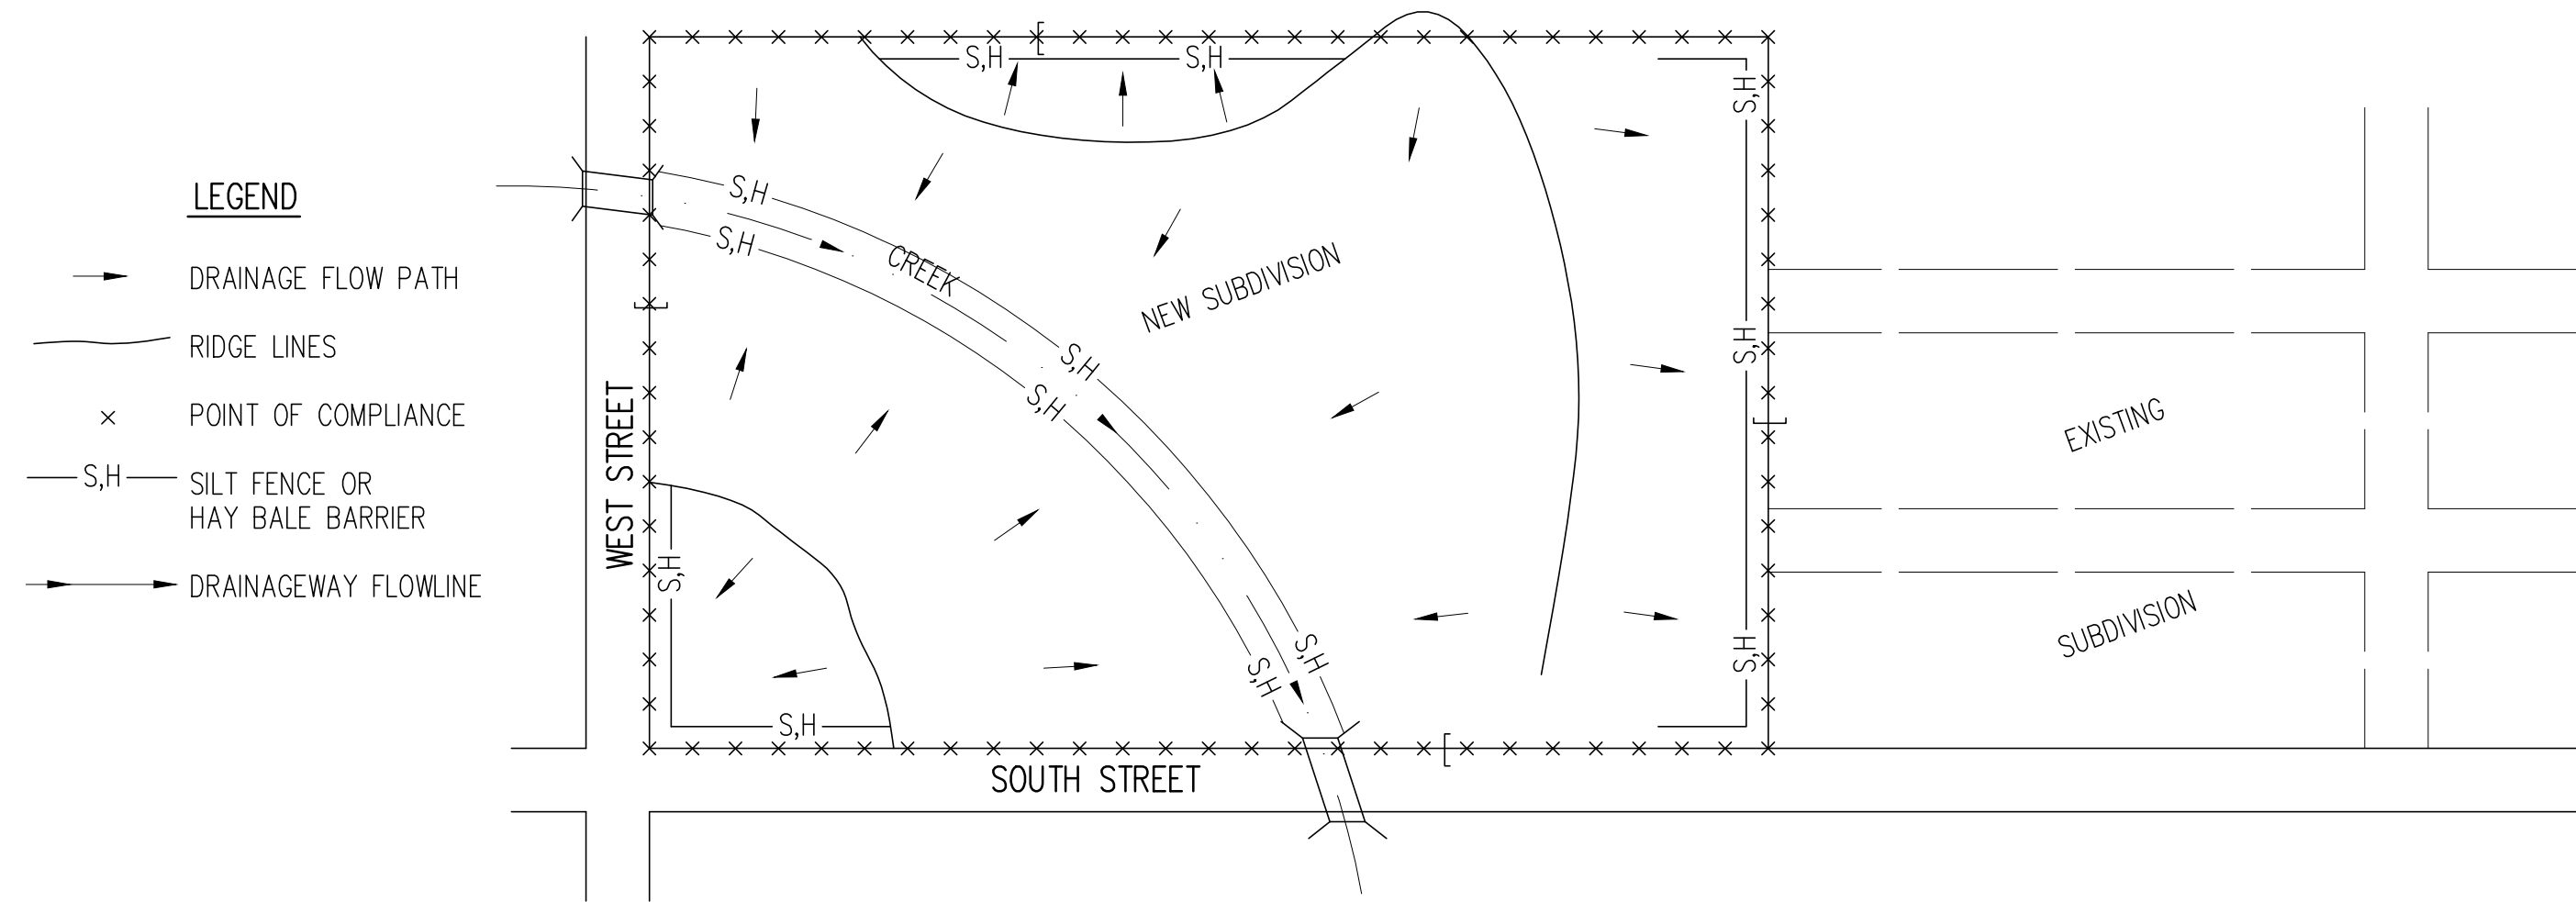 LEGEND
DRAINAGE FLOW PATH
RIDGE LINES
POINT OF COMPLIANCE
S,H
SILT FENCE OR
HAY BALE BARRIER
DRAINAGEWAY FLOWLINE
S,H
S,H
S,H
S,H
S,H
CREEK
NEW SUBDIVISION
S,H
S,H
S,H
WEST STREET
EXISTING
S,H
SUBDIVISION
S,H
S,H
S,H
S,H
SOUTH STREET